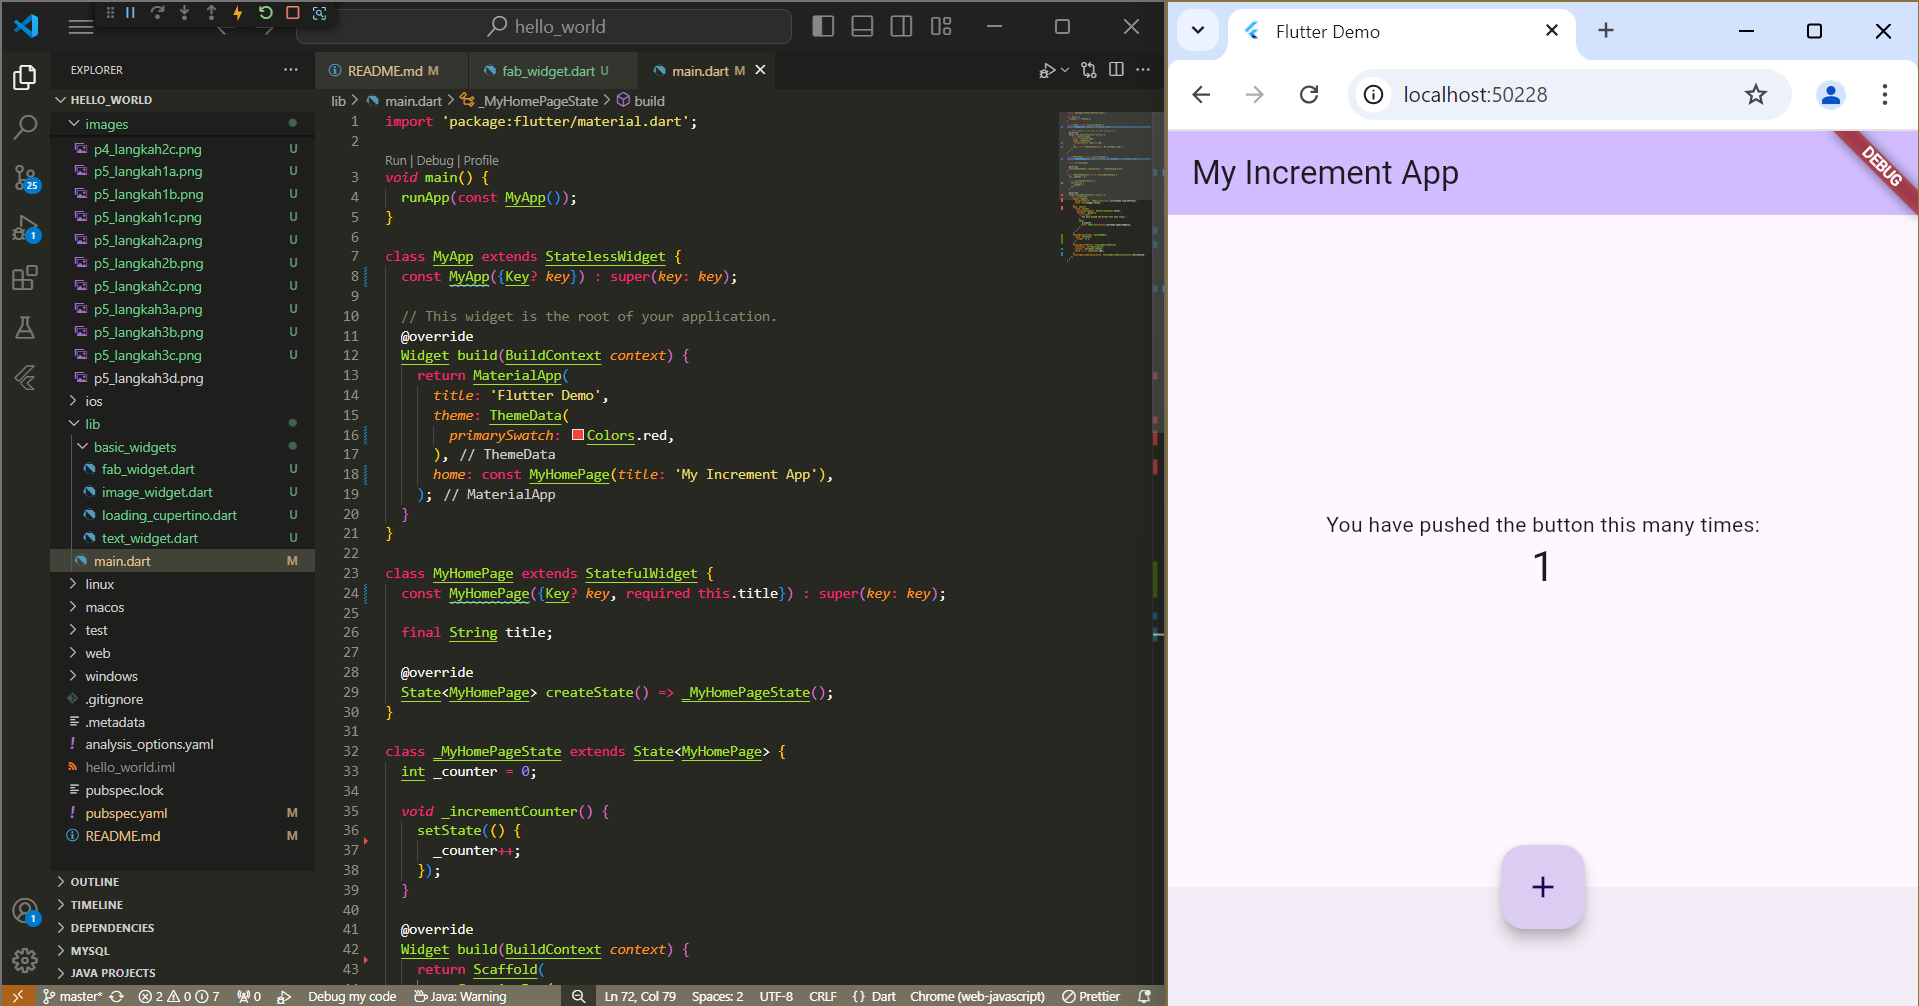 hello_world
EXPLORER
HELLO_WORLD
images
p4_langkah2c.png U
p5_langkah1a.png U
p5_langkah1b.png U
p5_langkah1c.png U
p5_langkah2a.png U
p5_langkah2b.png U
p5_langkah2c.png U
p5_langkah3a.png U
p5_langkah3b.png U
p5_langkah3c.png U
p5_langkah3d.png
ios
lib
basic_widgets
fab_widget.dart U
image_widget.dart U
loading_cupertino.dart U
text_widget.dart U
main.dart M
linux
macos
test
web
windows
.gitignore
.metadata
analysis_options.yaml
hello_world.iml
pubspec.lock
pubspec.yaml M
README.md M
OUTLINE
TIMELINE
DEPENDENCIES
MYSQL
JAVA PROJECTS
25
1
1
README.md M
fab_widget.dart U
main.dart M
lib > main.dart > _MyHomePageState > build
1 import 'package:flutter/material.dart';
2
Run | Debug | Profile
3 void main() {
4 runApp(const MyApp());
5 }
6
7 class MyApp extends StatelessWidget {
8 const MyApp({Key? key}) : super(key: key);
9
10 // This widget is the root of your application.
11 @override
12 Widget build(BuildContext context) {
13 return MaterialApp(
14 title: 'Flutter Demo',
15 theme: ThemeData(
16 primarySwatch: Colors.red,
17 ), // ThemeData
18 home: const MyHomePage(title: 'My Increment App'),
19 ); // MaterialApp
20 }
21 }
22
23 class MyHomePage extends StatefulWidget {
24 const MyHomePage({Key? key, required this.title}) : super(key: key);
25
26 final String title;
27
28 @override
29 State<MyHomePage> createState() => _MyHomePageState();
30 }
31
32 class _MyHomePageState extends State<MyHomePage> {
33 int _counter = 0;
34
35 void _incrementCounter() {
36 setState(() {
37 _counter++;
38 });
39 }
40
41 @override
42 Widget build(BuildContext context) {
43 return Scaffold(
master* 2 0 7 0 Debug my code Java: Warning Ln 72, Col 79 Spaces: 2 UTF-8 CRLF {} Dart Chrome (web-javascript) Prettier
Flutter Demo
localhost:50228
My Increment App
DEBUG
You have pushed the button this many times:
1
+